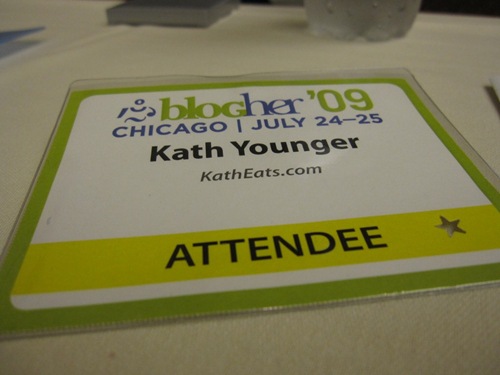 blogher '09
CHICAGO | JULY 24–25
Kath Younger
KathEats.com
ATTENDEE